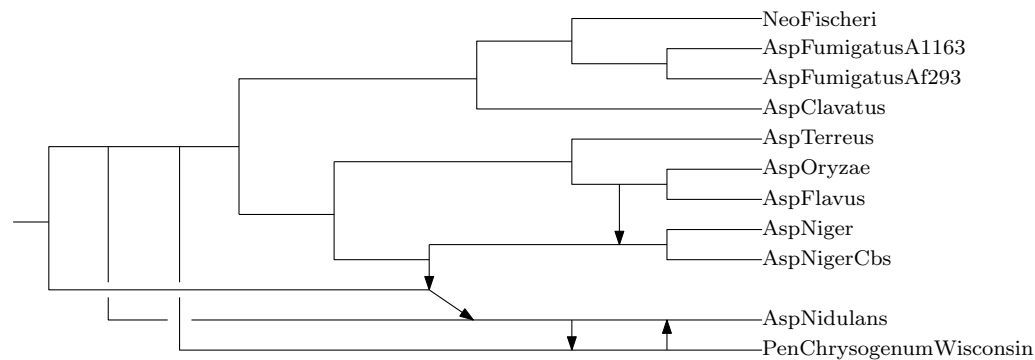 NeoFischeri
AspFumigatusA1163
AspFumigatusAf293
AspClavatus
AspTerreus
AspOryzae
AspFlavus
AspNiger
AspNigerCbs
AspNidulans
PenChrysogenumWisconsin